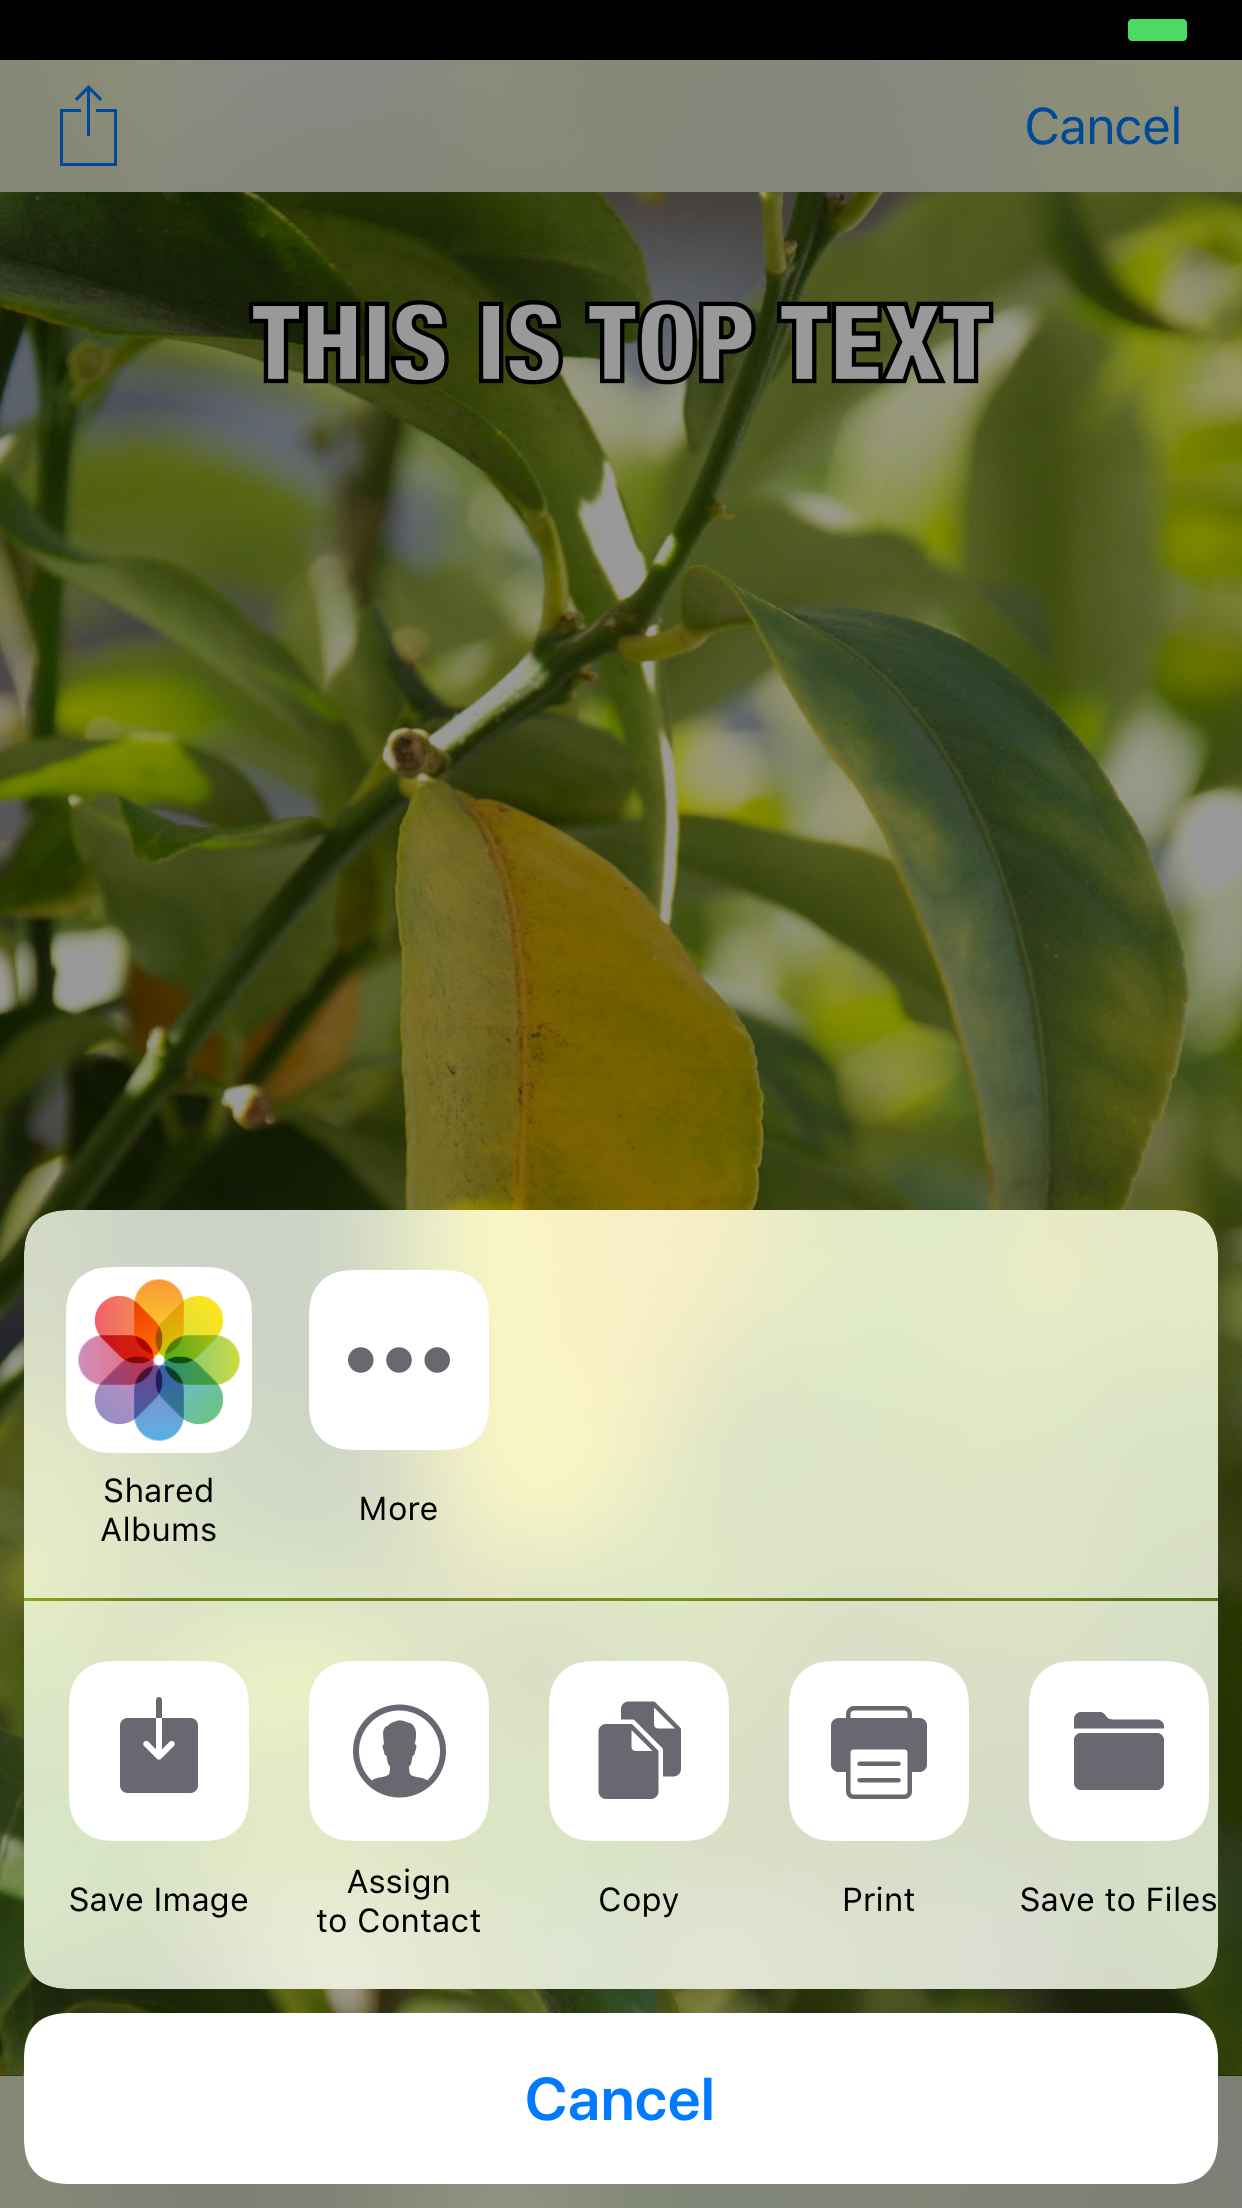 Cancel
THIS IS TOP TEXT
Shared
Albums
More
Save Image
Assign
to Contact
Copy
Print
Save to Files
Cancel